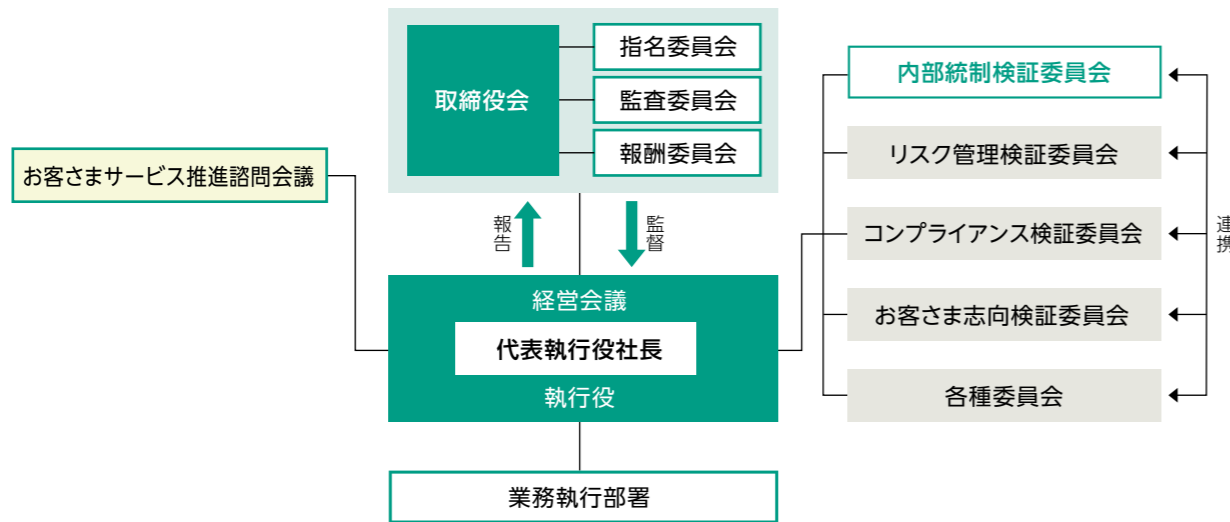 取締役会
指名委員会
監査委員会
報酬委員会
お客さまサービス推進諮問会議
報告
監督
経営会議
代表執行役社長
執行役
業務執行部署
内部統制検証委員会
リスク管理検証委員会
コンプライアンス検証委員会
お客さま志向検証委員会
各種委員会
連携